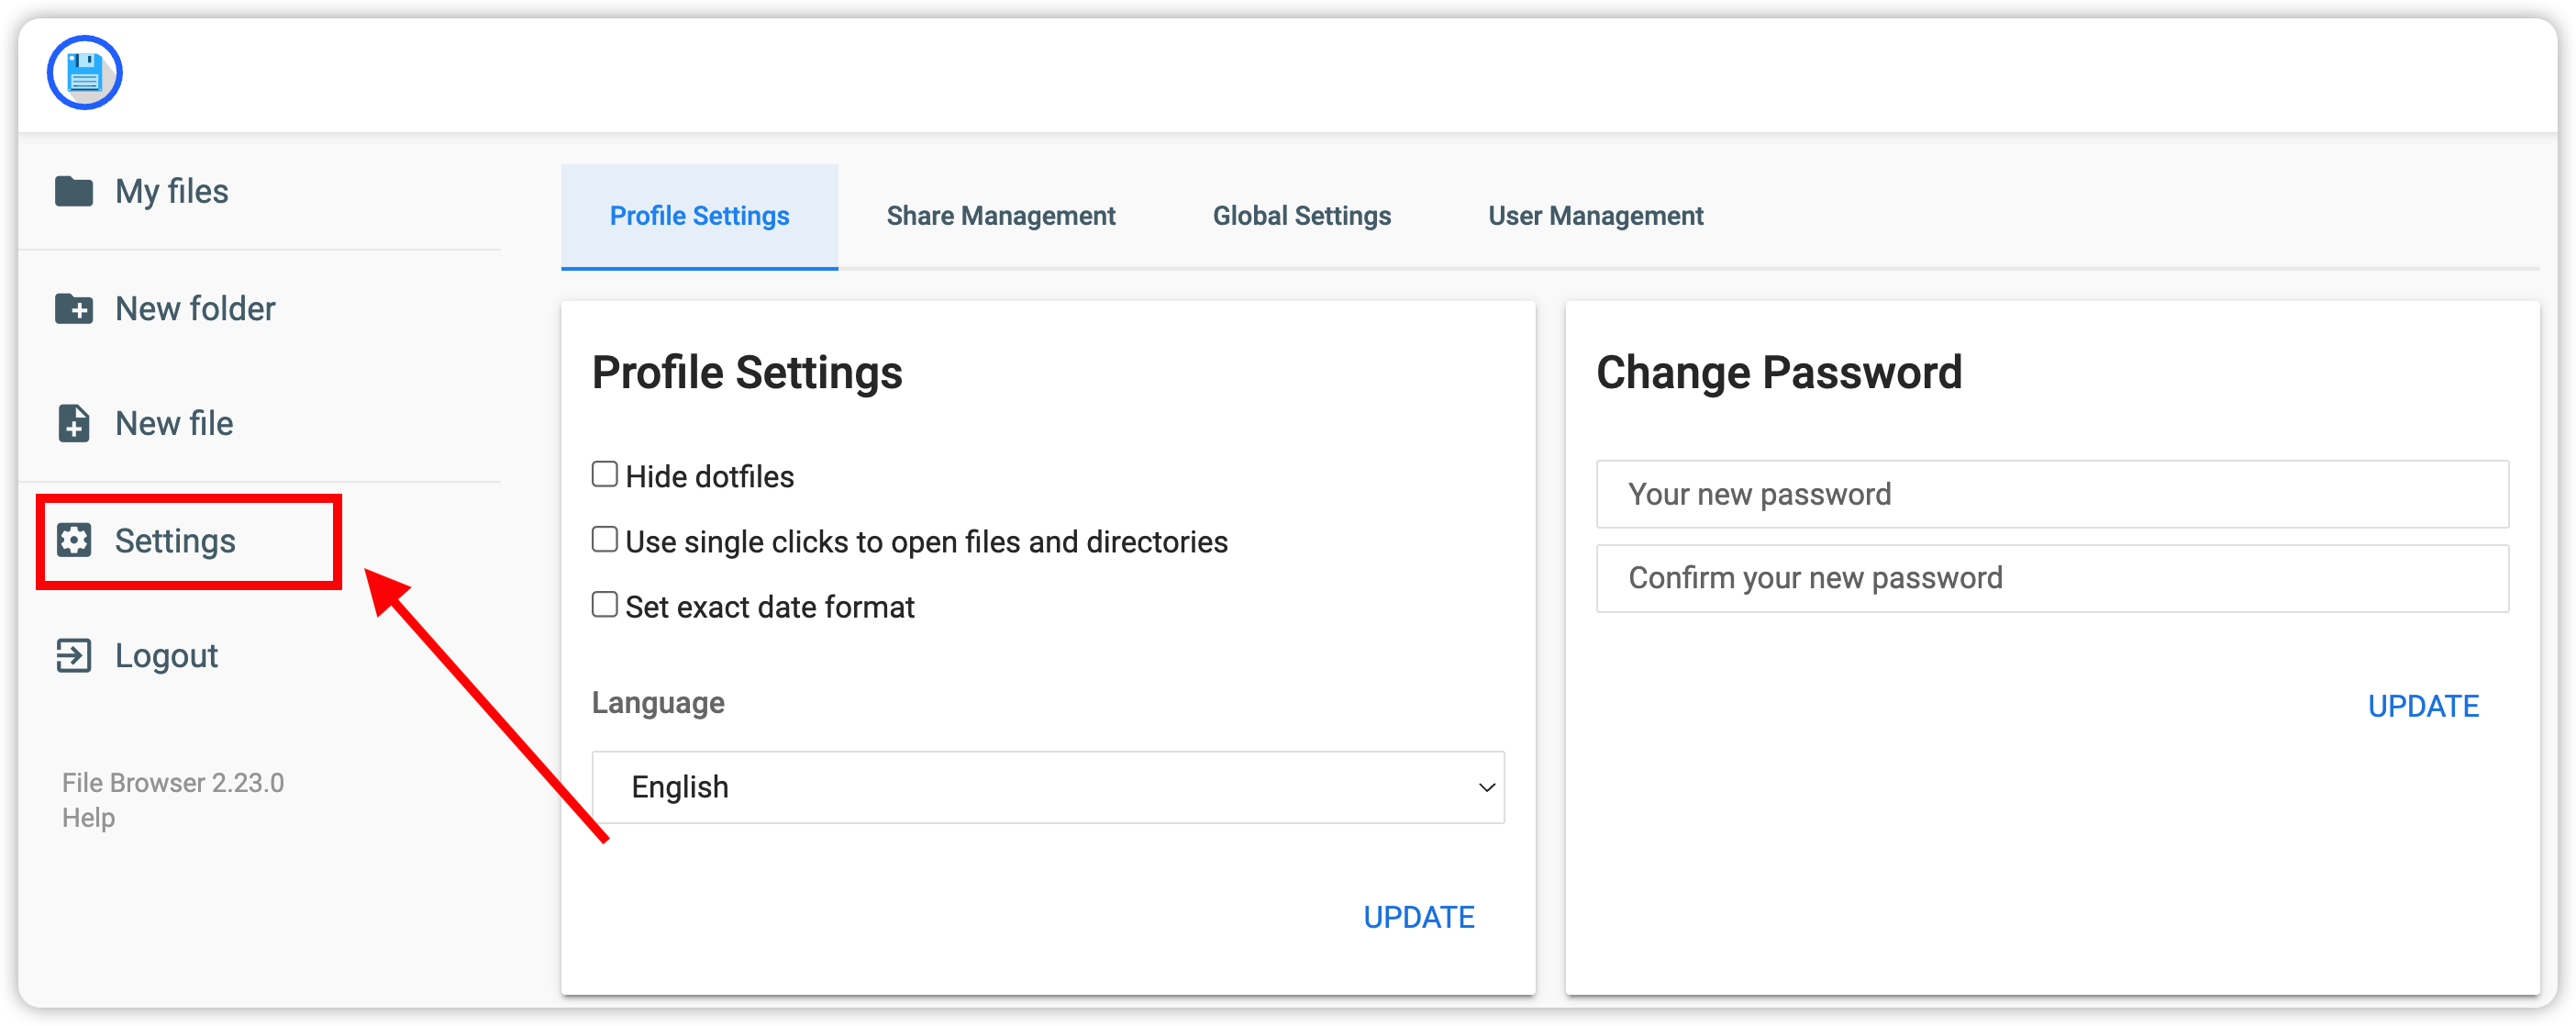 My files
New folder
New file
Settings
Logout
File Browser 2.23.0
Help
Profile Settings
Share Management
Global Settings
User Management
Profile Settings
Hide dotfiles
Use single clicks to open files and directories
Set exact date format
Language
English
UPDATE
Change Password
Your new password
Confirm your new password
UPDATE